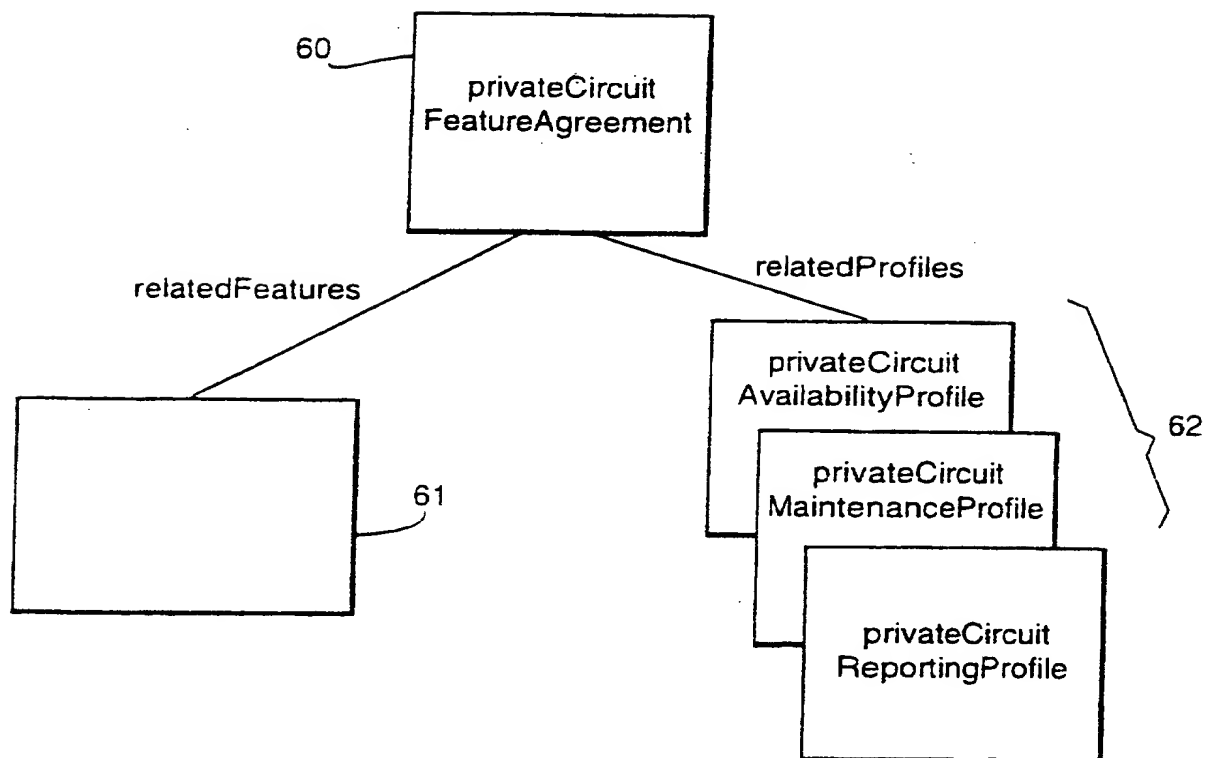 60
privateCircuit
FeatureAgreement
relatedFeatures
relatedProfiles
privateCircuit
AvailabilityProfile
62
privateCircuit
MaintenanceProfile
61
privateCircuit
ReportingProfile